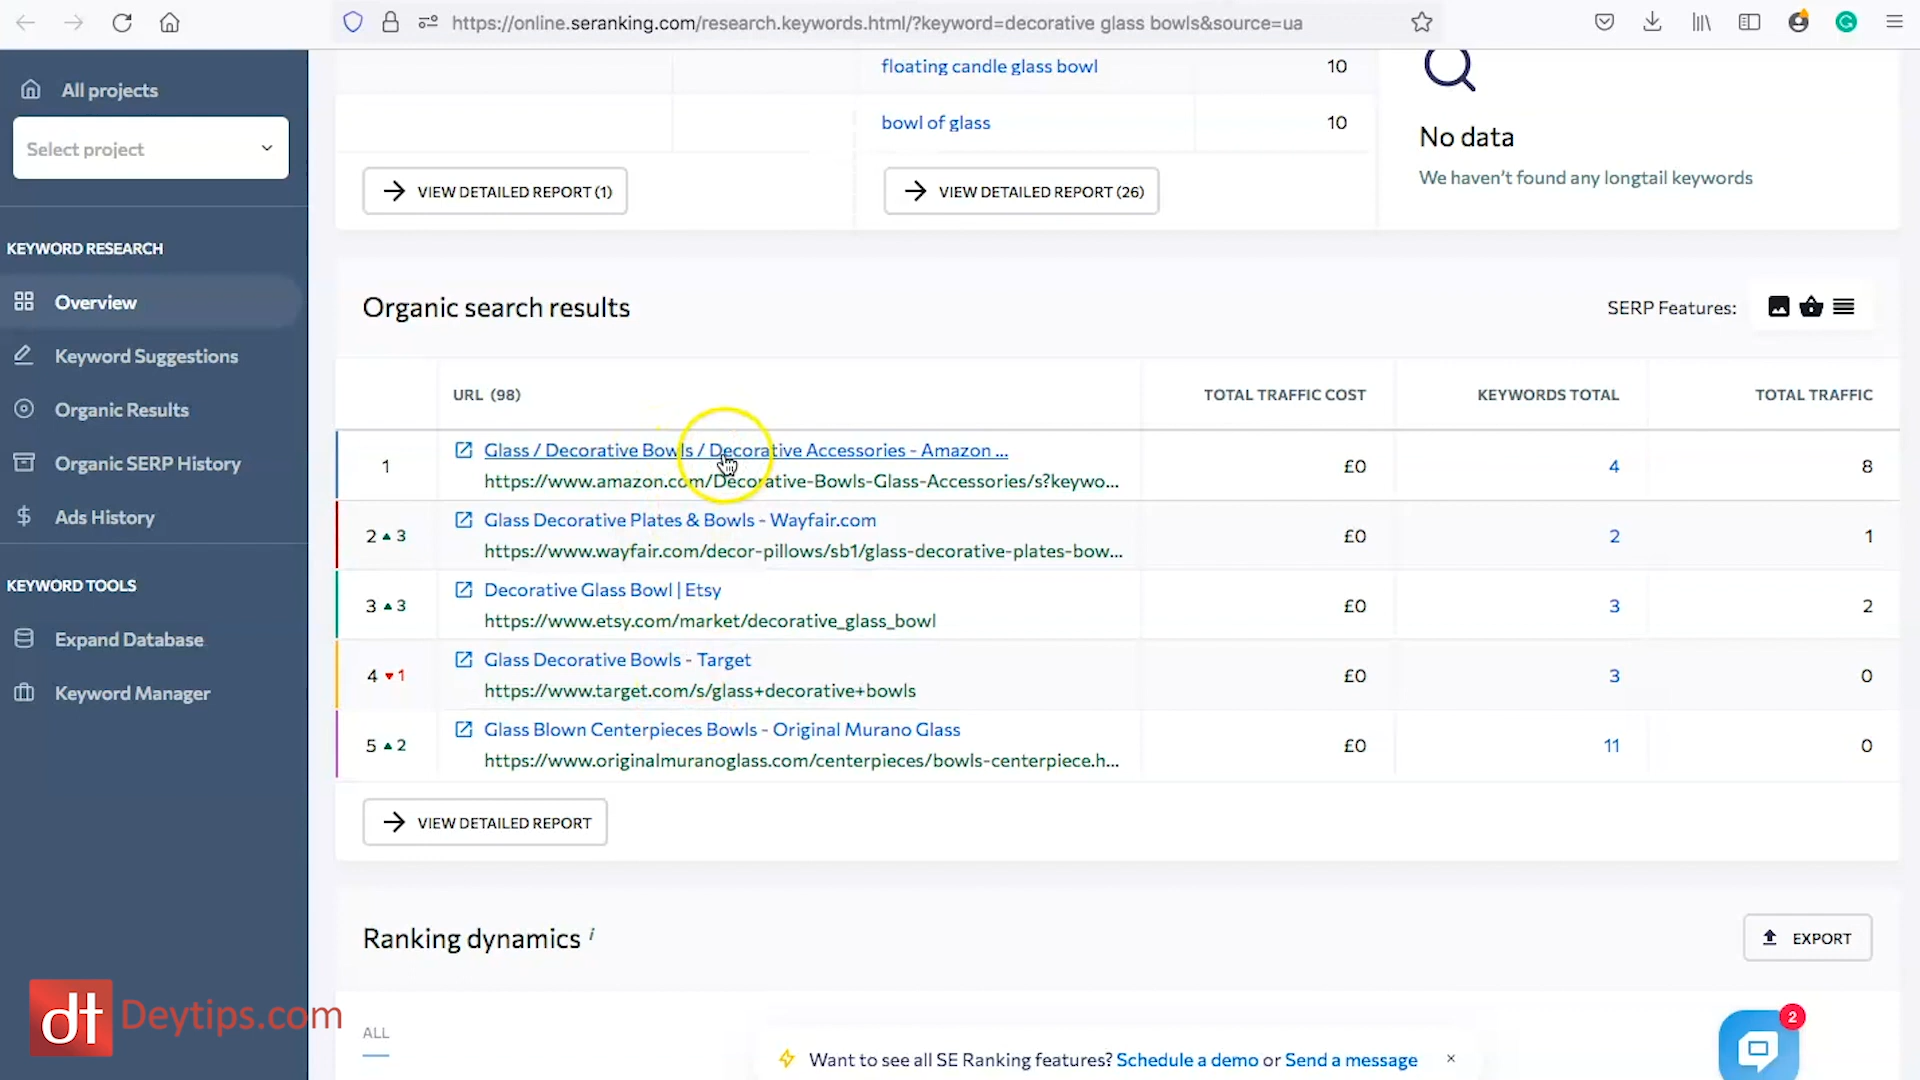 https://online.seranking.com/research.keywords.html/?keyword=decorative glass bowls&source=ua
All projects
Select project
KEYWORD RESEARCH
Overview
Keyword Suggestions
Organic Results
Organic SERP History
Ads History
KEYWORD TOOLS
Expand Database
Keyword Manager
floating candle glass bowl 10
bowl of glass 10
VIEW DETAILED REPORT (1)
VIEW DETAILED REPORT (26)
No data
We haven't found any longtail keywords
Organic search results
SERP Features:
URL (98) TOTAL TRAFFIC COST KEYWORDS TOTAL TOTAL TRAFFIC
1 Glass / Decorative Bowls / Decorative Accessories - Amazon ... £0 4 8
https://www.amazon.com/Decorative-Bowls-Glass-Accessories/s?keywo...
2 ▲ 3 Glass Decorative Plates & Bowls - Wayfair.com £0 2 1
https://www.wayfair.com/decor-pillows/sb1/glass-decorative-plates-bow...
3 ▲ 3 Decorative Glass Bowl | Etsy £0 3 2
https://www.etsy.com/market/decorative_glass_bowl
4 ▼ 1 Glass Decorative Bowls - Target £0 3 0
https://www.target.com/s/glass+decorative+bowls
5 ▲ 2 Glass Blown Centerpieces Bowls - Original Murano Glass £0 11 0
https://www.originalmuranoglass.com/centerpieces/bowls-centerpiece.h...
VIEW DETAILED REPORT
Ranking dynamics i
EXPORT
ALL
Want to see all SE Ranking features? Schedule a demo or Send a message ×
2
dt Deytips.com